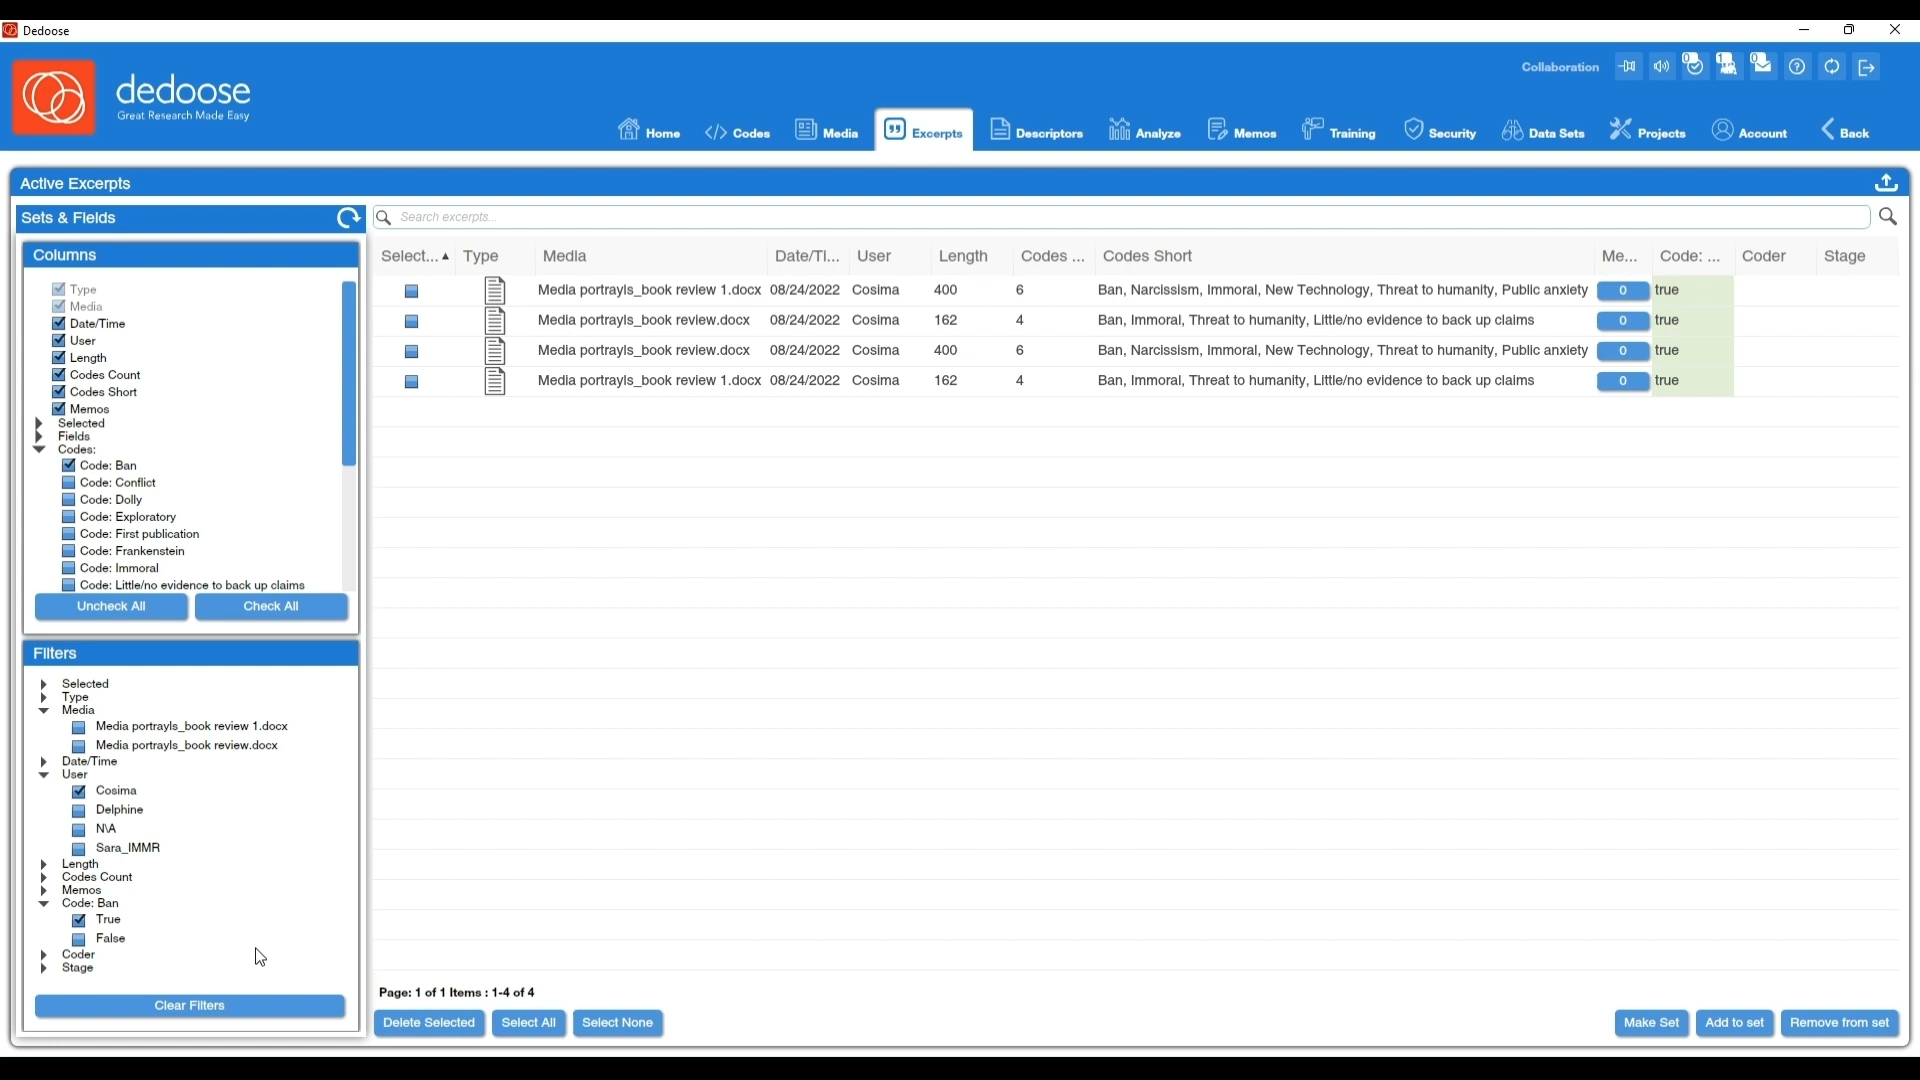 Dedoose
dedoose
Great Research Made Easy
Collaboration
0 1 0
Home Codes Media Excerpts Descriptors Analyze Memos Training Security Data Sets Projects Account Back
Active Excerpts
Sets & Fields
Search excerpts...
Columns
Type
Media
Date/Time
User
Length
Codes Count
Codes Short
Memos
Selected
Fields
Codes:
Code: Ban
Code: Conflict
Code: Dolly
Code: Exploratory
Code: First publication
Code: Frankenstein
Code: Immoral
Code: Little/no evidence to back up claims
Uncheck All Check All
Filters
Selected
Type
Media
Media portrayls_book review 1.docx
Media portrayls_book review.docx
Date/Time
User
Cosima
Delphine
N\A
Sara_IMMR
Length
Codes Count
Memos
Code: Ban
True
False
Coder
Stage
Clear Filters
Select... Type Media Date/Ti... User Length Codes ... Codes Short Me... Code: ... Coder Stage
Media portrayls_book review 1.docx 08/24/2022 Cosima 400 6 Ban, Narcissism, Immoral, New Technology, Threat to humanity, Public anxiety 0 true
Media portrayls_book review.docx 08/24/2022 Cosima 162 4 Ban, Immoral, Threat to humanity, Little/no evidence to back up claims 0 true
Media portrayls_book review.docx 08/24/2022 Cosima 400 6 Ban, Narcissism, Immoral, New Technology, Threat to humanity, Public anxiety 0 true
Media portrayls_book review 1.docx 08/24/2022 Cosima 162 4 Ban, Immoral, Threat to humanity, Little/no evidence to back up claims 0 true
Page: 1 of 1 Items : 1-4 of 4
Delete Selected Select All Select None Make Set Add to set Remove from set